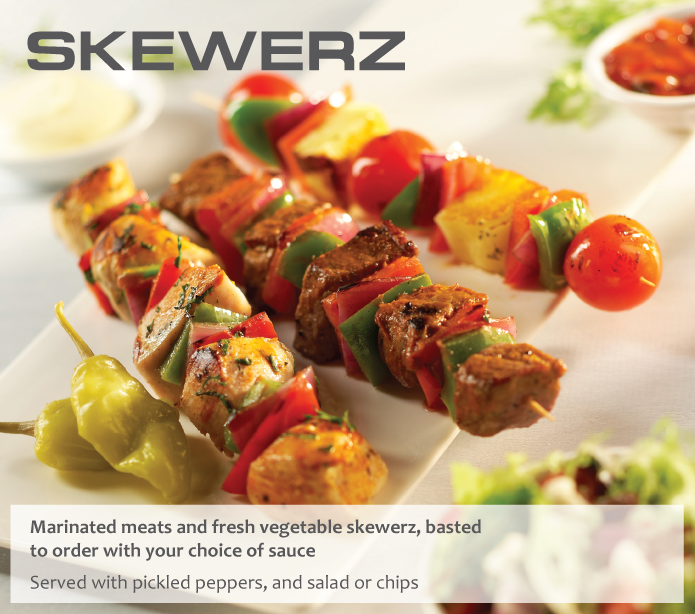 SKEWERZ
Marinated meats and fresh vegetable skewerz, basted
to order with your choice of sauce
Served with pickled peppers, and salad or chips